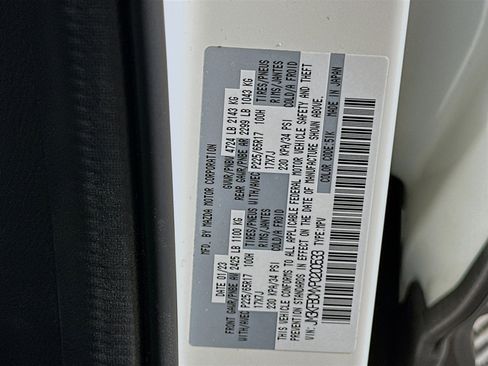 MFD. BY MAZDA MOTOR CORPORATION
DATE 01/23 GVWR/PNBV 4724 LB 2143 KG
FRONT GAWR/PNBE AV 2425 LB 1100 KG REAR GAWR/PNBE AR 2299 LB 1043 KG
WITH/AVEC TIRES/PNEUS WITH/AVEC TIRES/PNEUS
P225/65R17 100H RIMS/JANTES P225/65R17 100H RIMS/JANTES
17X7J COLD/A FROID 17X7J COLD/A FROID
230 KPA/34 PSI 230 KPA/34 PSI
THIS VEHICLE CONFORMS TO ALL APPLICABLE FEDERAL MOTOR VEHICLE SAFETY AND THEFT
PREVENTION STANDARDS IN EFFECT ON THE DATE OF MANUFACTURE SHOWN ABOVE.
VIN: TYPE:MPV COLOR CODE:51K MADE IN JAPAN